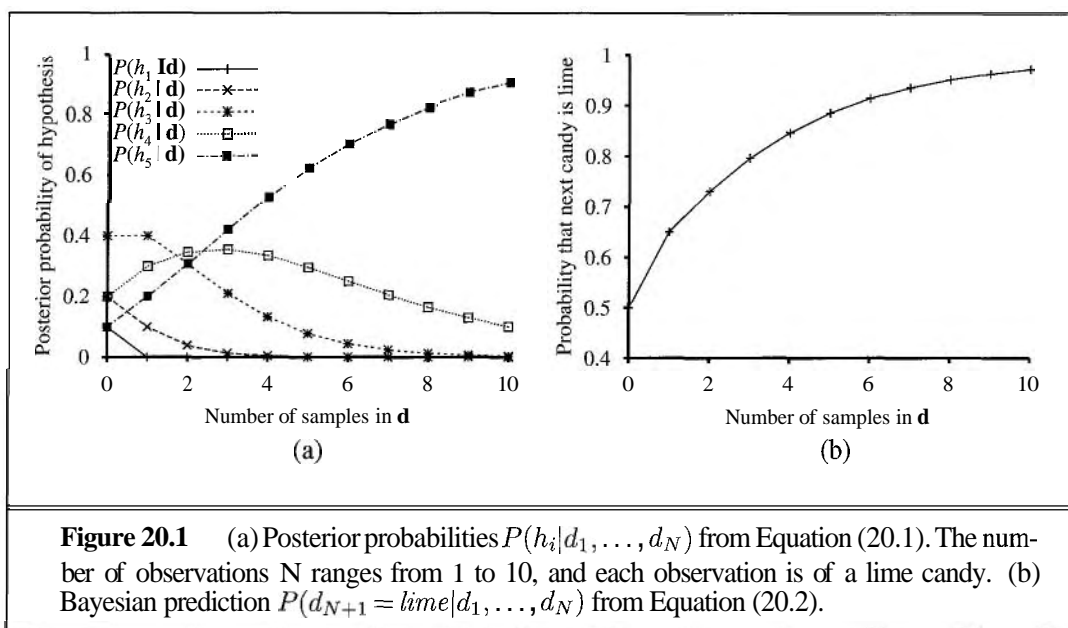 1
0.8
0.6
0.4
0.2
0
Posterior probability of hypothesis
P(h₁ Id)
P(h₂ | d)
P(h₃ | d)
P(h₄ | d)
P(h₅ | d)
0 2 4 6 8 10
Number of samples in d
(a)
1
0.9
0.8
0.7
0.6
0.5
0.4
Probability that next candy is lime
0 2 4 6 8 10
Number of samples in d
(b)
Figure 20.1 (a) Posterior probabilities P(hᵢ|d₁, . . . , d_N) from Equation (20.1). The num-
ber of observations N ranges from 1 to 10, and each observation is of a lime candy. (b)
Bayesian prediction P(d_{N+1} = lime|d₁, . . . , d_N) from Equation (20.2).